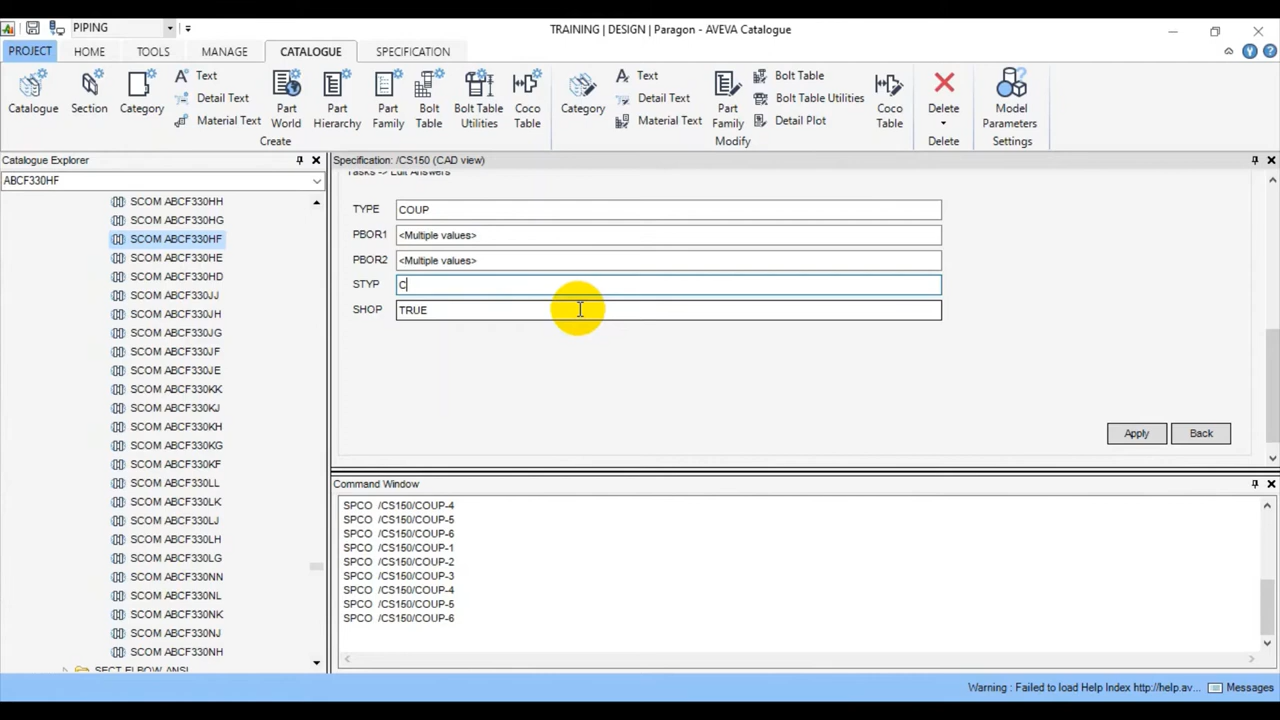 PIPING
TRAINING | DESIGN | Paragon - AVEVA Catalogue
PROJECT HOME TOOLS MANAGE CATALOGUE SPECIFICATION
Catalogue
Section
Category
Text
Detail Text
Material Text
Part World
Part Hierarchy
Part Family
Bolt Table
Bolt Table Utilities
Coco Table
Create
Category
Text
Detail Text
Material Text
Part Family
Bolt Table
Bolt Table Utilities
Detail Plot
Coco Table
Modify
Delete
Delete
Model Parameters
Settings
Catalogue Explorer
ABCF330HF
SCOM ABCF330HH
SCOM ABCF330HG
SCOM ABCF330HF
SCOM ABCF330HE
SCOM ABCF330HD
SCOM ABCF330JJ
SCOM ABCF330JH
SCOM ABCF330JG
SCOM ABCF330JF
SCOM ABCF330JE
SCOM ABCF330KK
SCOM ABCF330KJ
SCOM ABCF330KH
SCOM ABCF330KG
SCOM ABCF330KF
SCOM ABCF330LL
SCOM ABCF330LK
SCOM ABCF330LJ
SCOM ABCF330LH
SCOM ABCF330LG
SCOM ABCF330NN
SCOM ABCF330NL
SCOM ABCF330NK
SCOM ABCF330NJ
SCOM ABCF330NH
SECT ELBOW ANSI
Specification: /CS150 (CAD view)
Tasks -> Edit Answers
TYPE COUP
PBOR1 <Multiple values>
PBOR2 <Multiple values>
STYP C
SHOP TRUE
Apply Back
Command Window
SPCO /CS150/COUP-4
SPCO /CS150/COUP-5
SPCO /CS150/COUP-6
SPCO /CS150/COUP-1
SPCO /CS150/COUP-2
SPCO /CS150/COUP-3
SPCO /CS150/COUP-4
SPCO /CS150/COUP-5
SPCO /CS150/COUP-6
Warning : Failed to load Help Index http://help.av... Messages